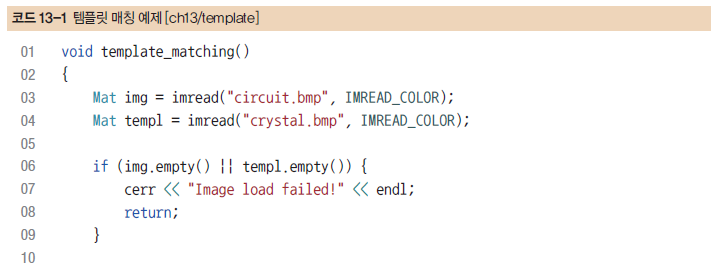 코드 13-1 템플릿 매칭 예제 [ch13/template]
01 void template_matching()
02 {
03 Mat img = imread("circuit.bmp", IMREAD_COLOR);
04 Mat templ = imread("crystal.bmp", IMREAD_COLOR);
05
06 if (img.empty() || templ.empty()) {
07 cerr << "Image load failed!" << endl;
08 return;
09 }
10